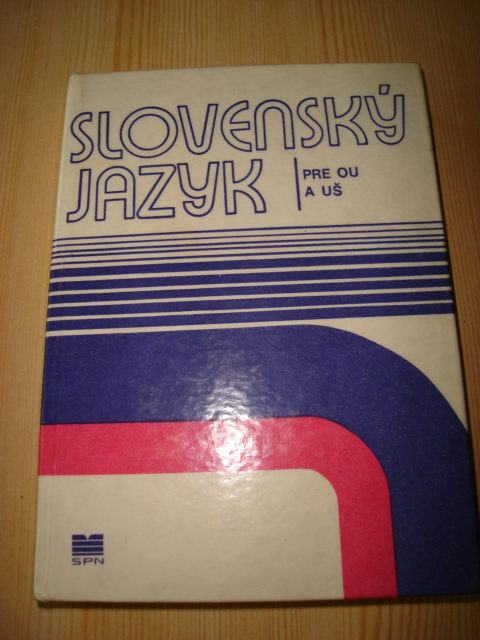 SLOVENSKÝ
JAZYK
PRE OU
A UŠ
SPN